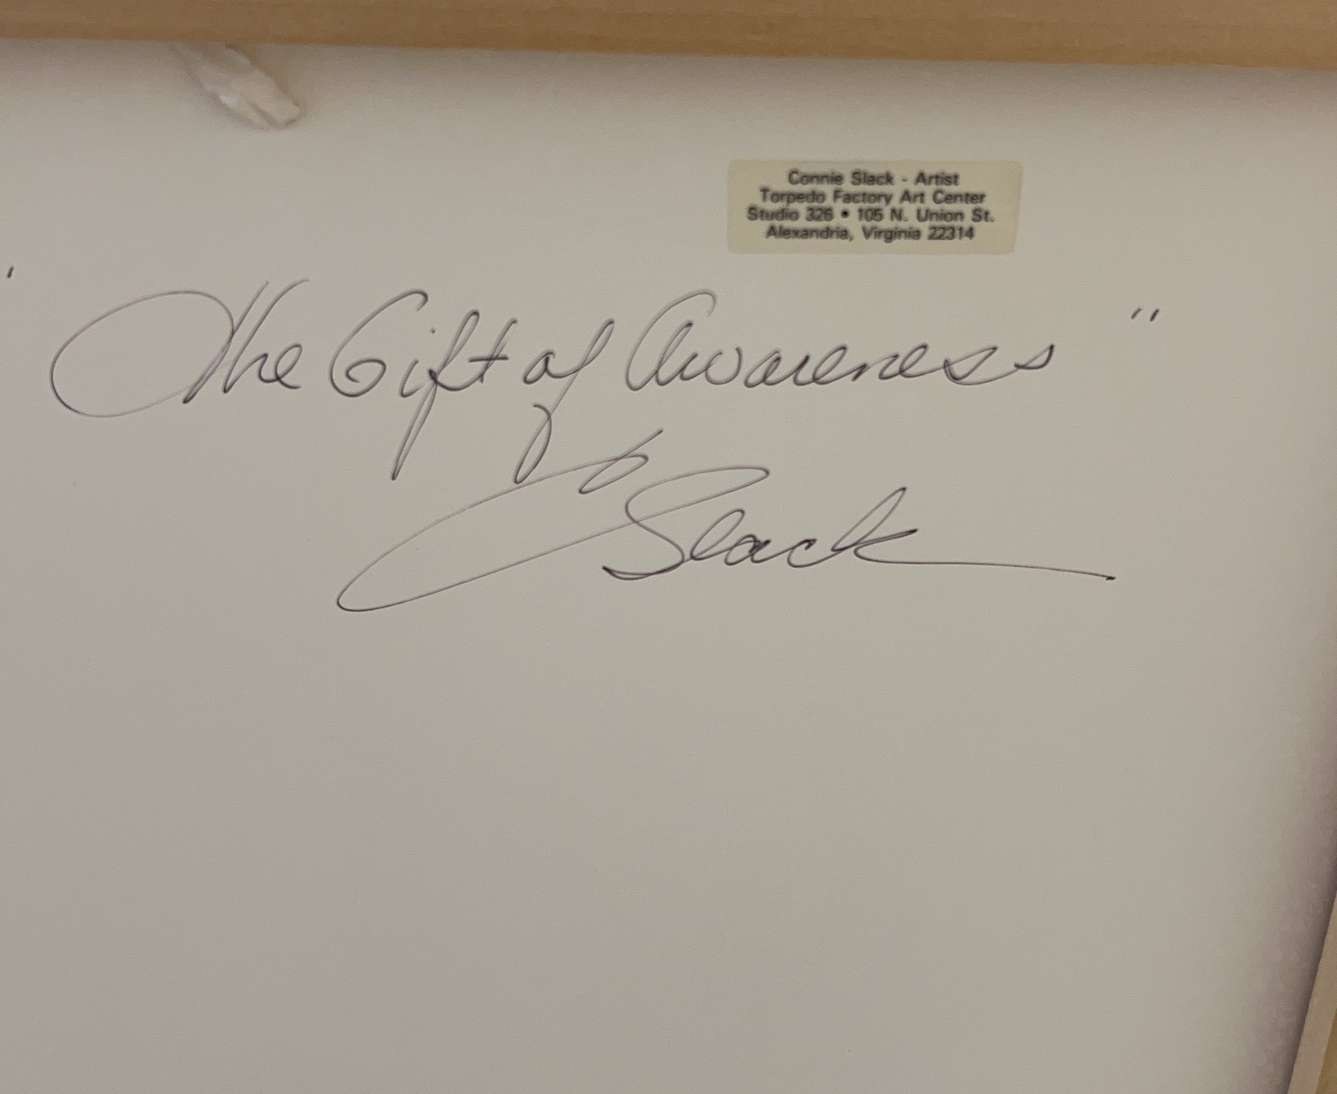 Connie Slack - Artist
Torpedo Factory Art Center
Studio 326 • 105 N. Union St.
Alexandria, Virginia 22314
"The Gift of Awareness"
C Slack